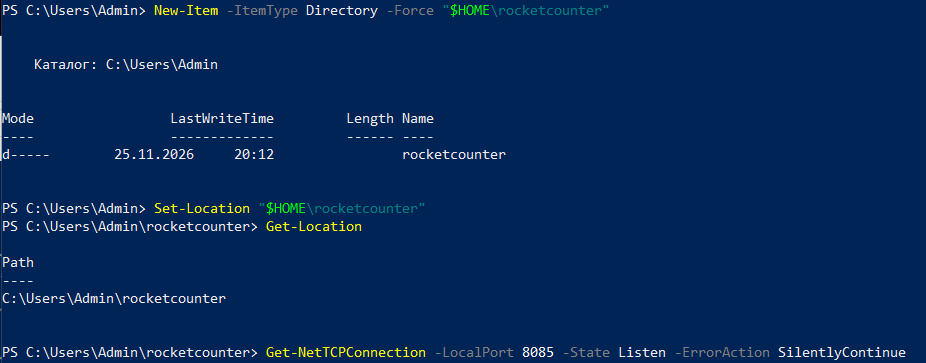 PS C:\Users\Admin> New-Item -ItemType Directory -Force "$HOME\rocketcounter"
Каталог: C:\Users\Admin
Mode LastWriteTime Length Name
---- ------------- ------ ----
d----- 25.11.2026 20:12 rocketcounter
PS C:\Users\Admin> Set-Location "$HOME\rocketcounter"
PS C:\Users\Admin\rocketcounter> Get-Location
Path
----
C:\Users\Admin\rocketcounter
PS C:\Users\Admin\rocketcounter> Get-NetTCPConnection -LocalPort 8085 -State Listen -ErrorAction SilentlyContinue